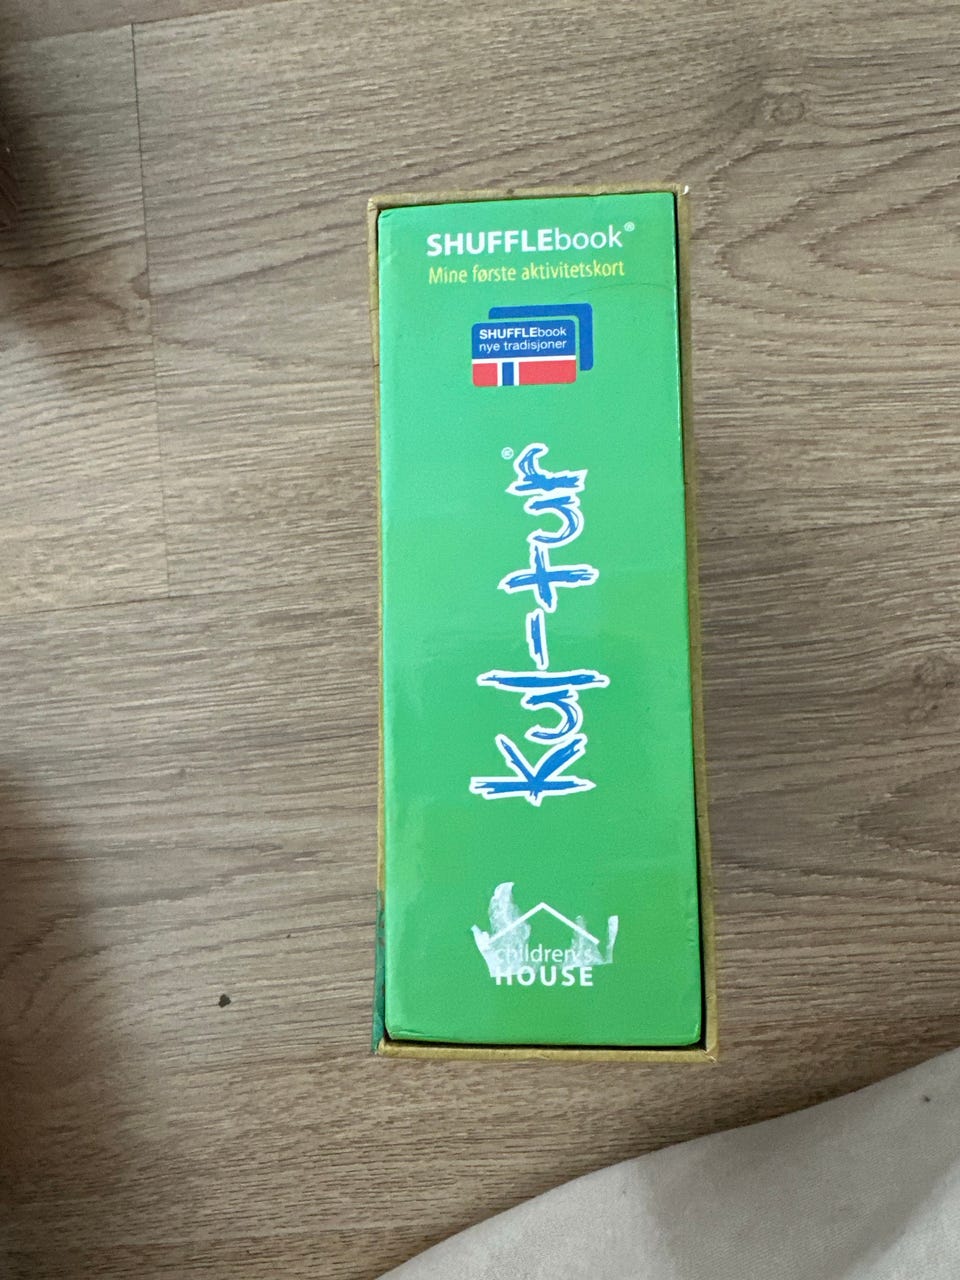 SHUFFLEbook®
Mine første aktivitetskort
SHUFFLEbook
nye tradisjoner
Kul-tur®
children's
HOUSE